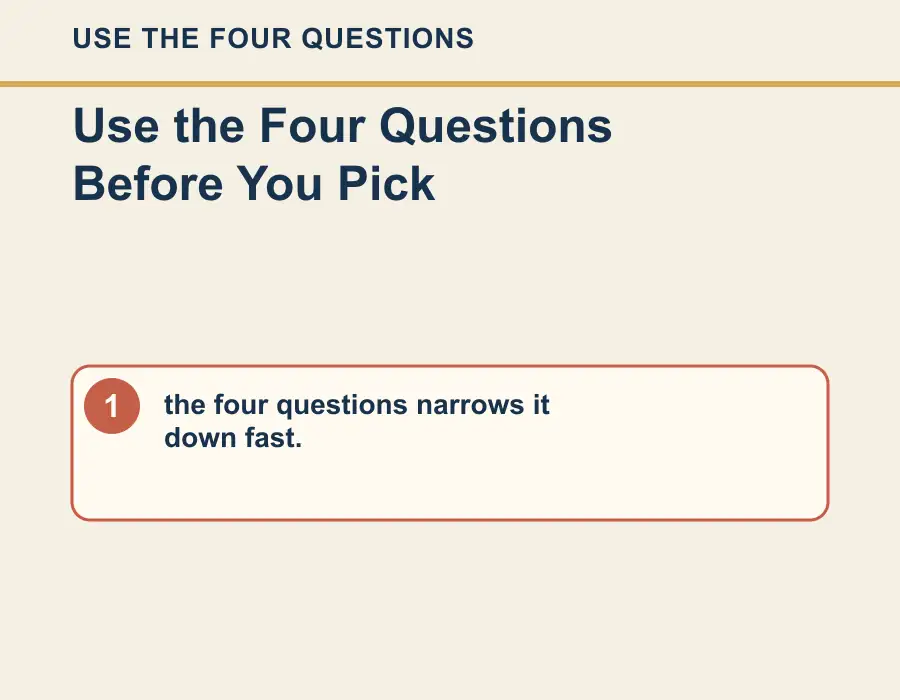 USE THE FOUR QUESTIONS
Use the Four Questions
Before You Pick
1
the four questions narrows it
down fast.